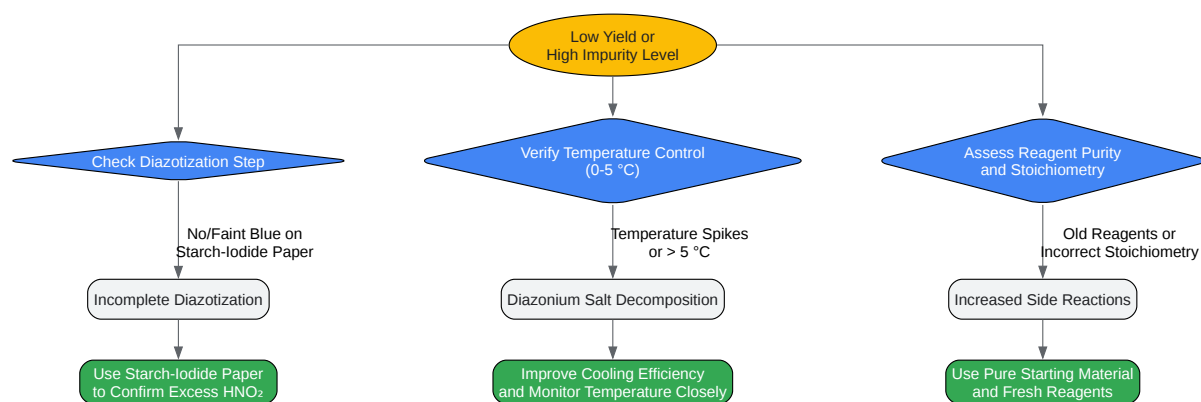 Low Yield or
High Impurity Level
Check Diazotization Step
Verify Temperature Control
(0-5 °C)
Assess Reagent Purity
and Stoichiometry
No/Faint Blue on
Starch-Iodide Paper
Temperature Spikes
or > 5 °C
Old Reagents or
Incorrect Stoichiometry
Incomplete Diazotization
Diazonium Salt Decomposition
Increased Side Reactions
Use Starch-Iodide Paper
to Confirm Excess HNO₂
Improve Cooling Efficiency
and Monitor Temperature Closely
Use Pure Starting Material
and Fresh Reagents